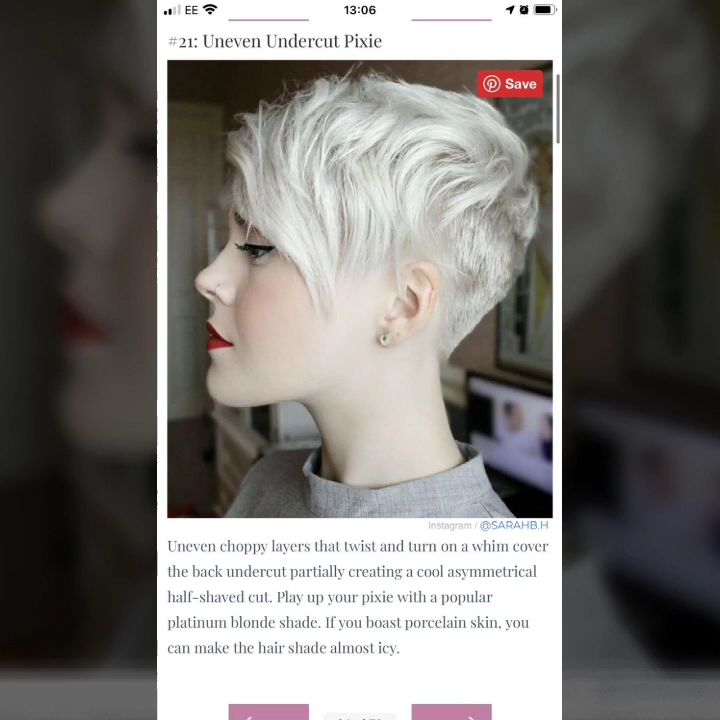 EE 13:06
#21: Uneven Undercut Pixie
Save
Instagram / @SARAHB.H
Uneven choppy layers that twist and turn on a whim cover
the back undercut partially creating a cool asymmetrical
half-shaved cut. Play up your pixie with a popular
platinum blonde shade. If you boast porcelain skin, you
can make the hair shade almost icy.